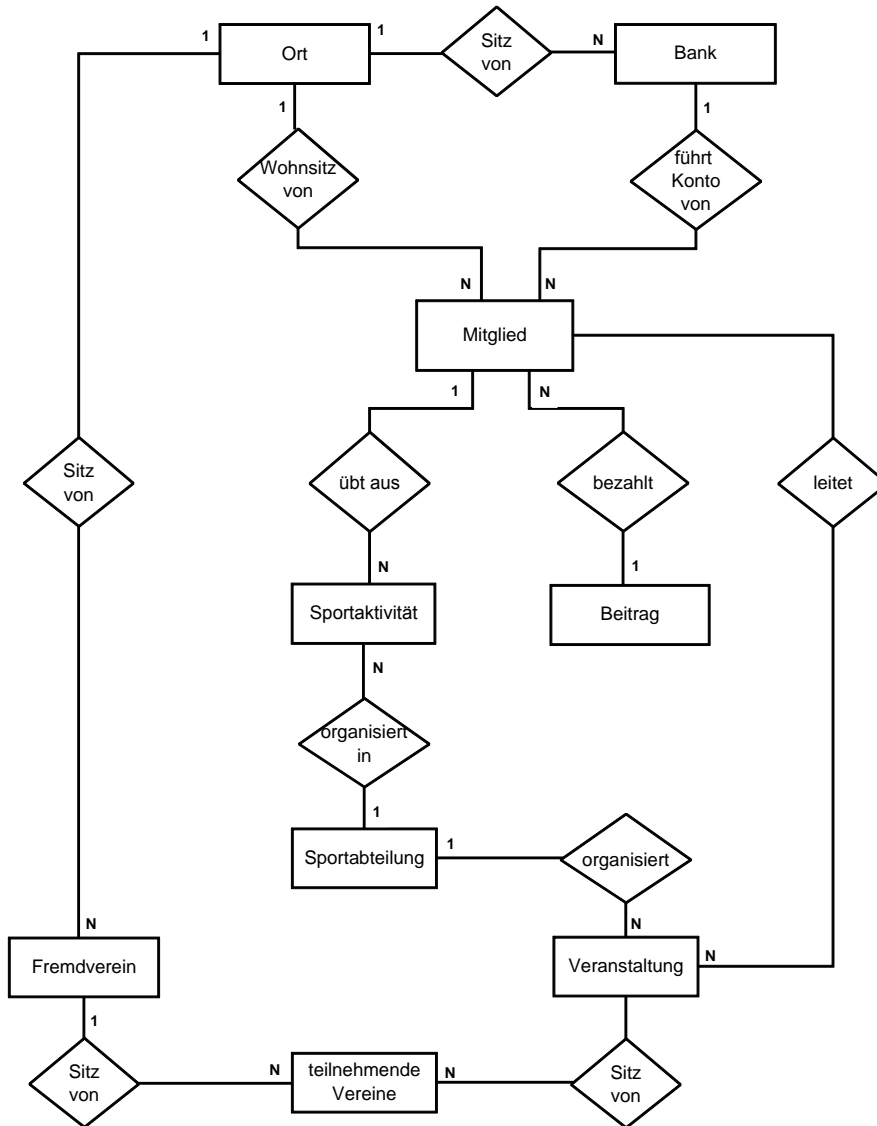 1
Ort
1
Sitz
von
N
Bank
1
1
Wohnsitz
von
führt
Konto
von
N
N
Mitglied
1
N
Sitz
von
übt aus
bezahlt
leitet
N
1
Sportaktivität
Beitrag
N
organisiert
in
1
Sportabteilung
1
organisiert
N
N
Fremdverein
Veranstaltung
N
1
Sitz
von
N
teilnehmende
Vereine
N
Sitz
von